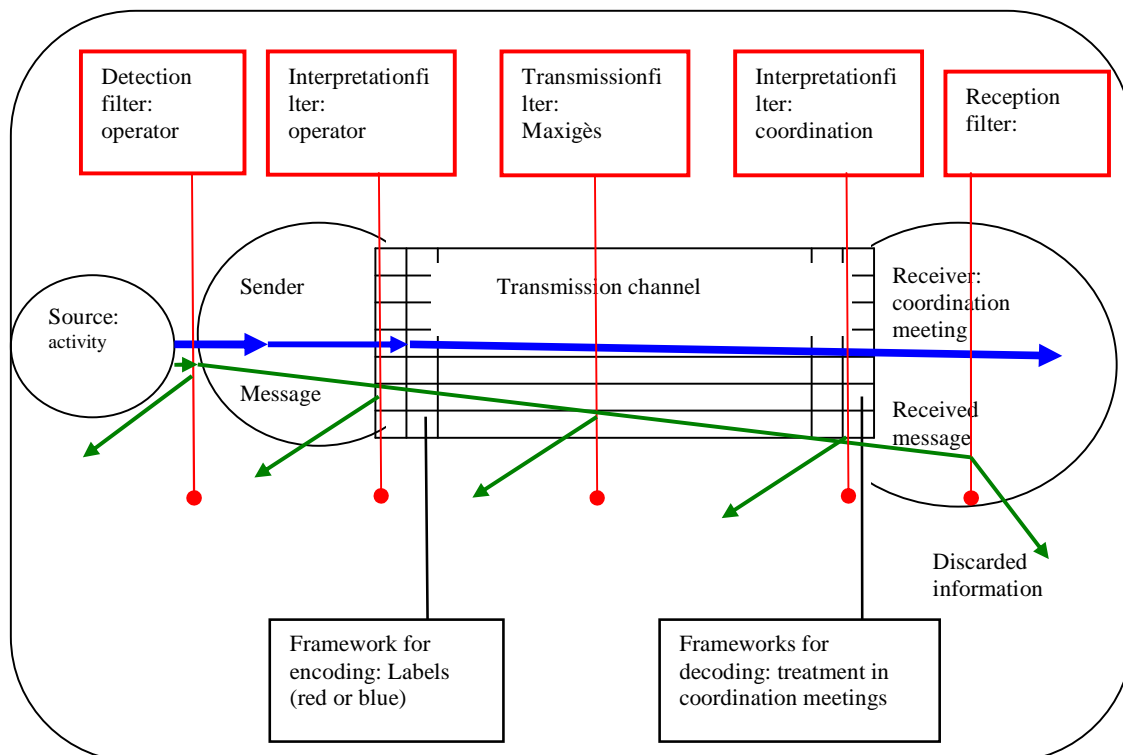 Detection
filter:
operator
Interpretationfi
lter:
operator
Transmissionfi
lter:
Maxigès
Interpretationfi
lter:
coordination
Reception
filter:
Source:
activity
Sender
Message
Transmission channel
Receiver:
coordination
meeting
Received
message
Discarded
information
Framework for
encoding: Labels
(red or blue)
Frameworks for
decoding: treatment in
coordination meetings